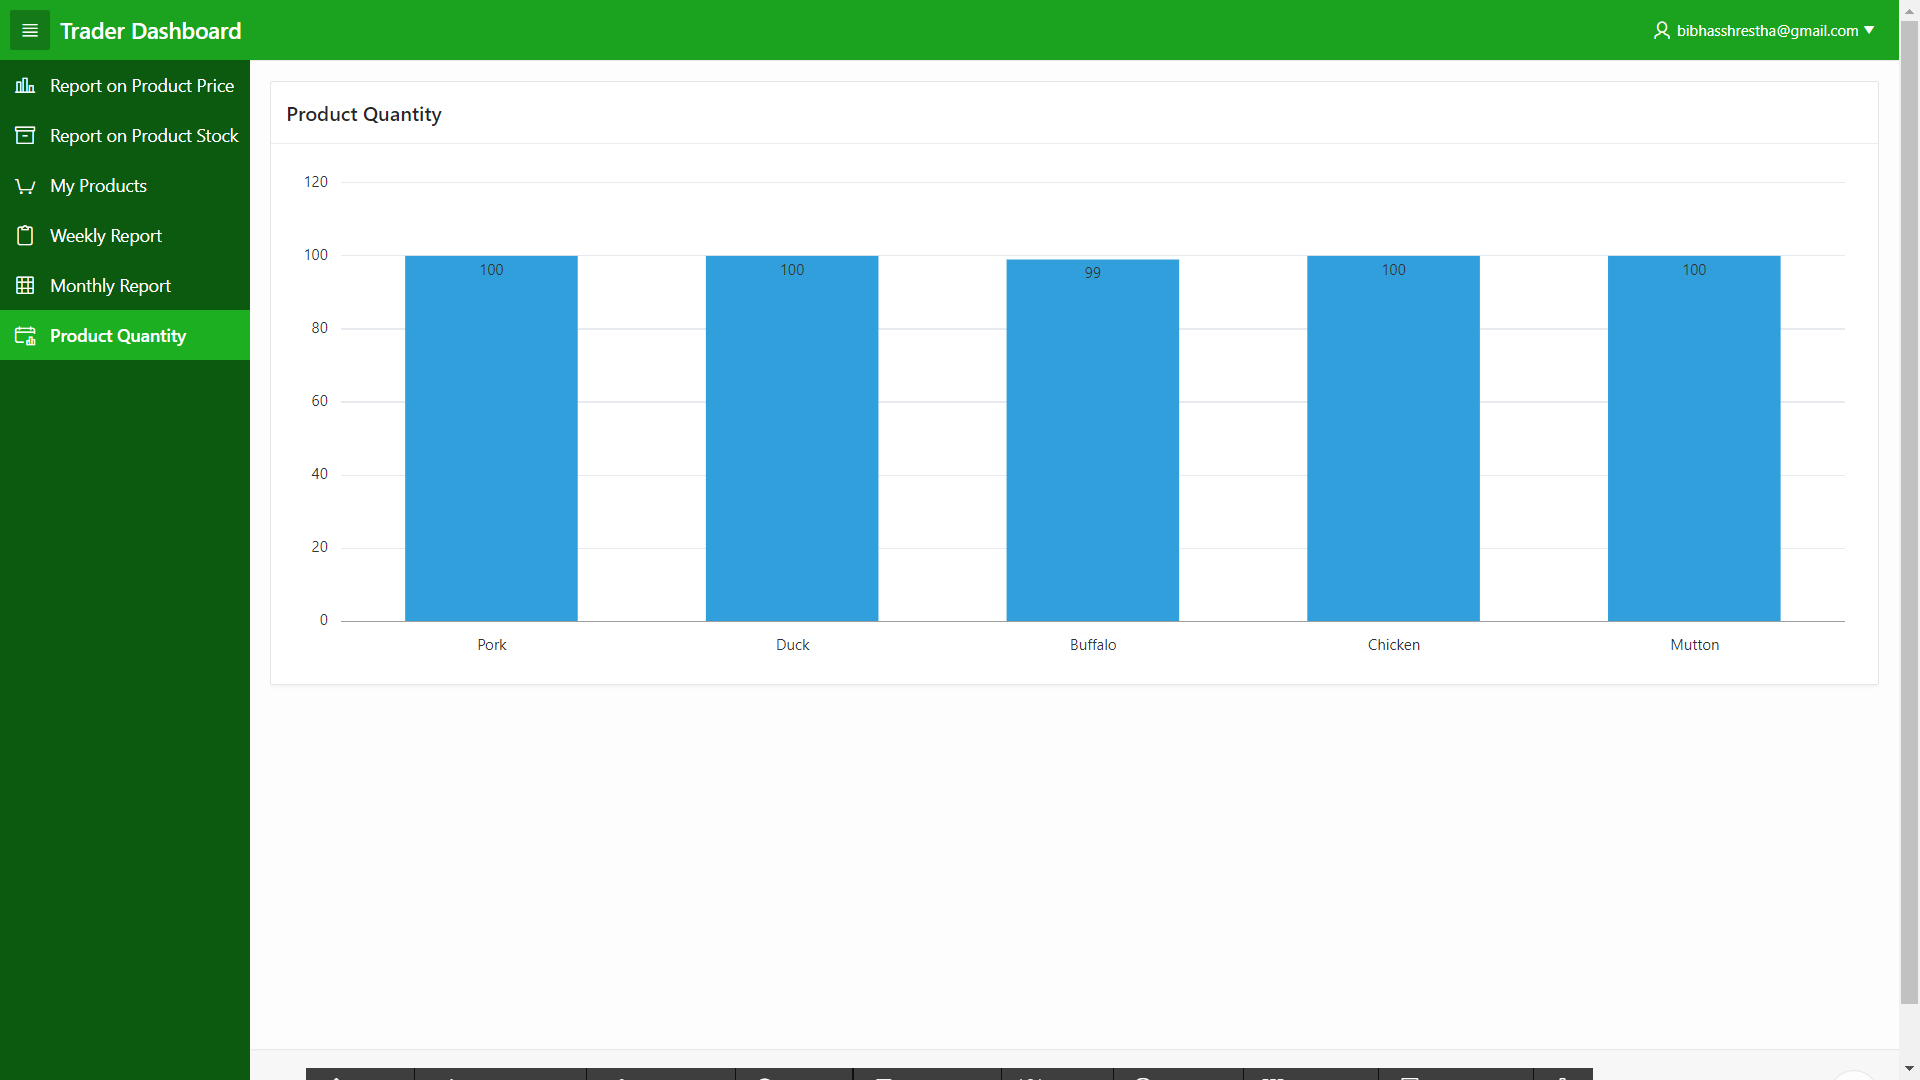 Trader Dashboard
bibhasshrestha@gmail.com
Report on Product Price
Report on Product Stock
My Products
Weekly Report
Monthly Report
Product Quantity
Product Quantity
120
100
80
60
40
20
0
100
100
99
100
100
Pork
Duck
Buffalo
Chicken
Mutton